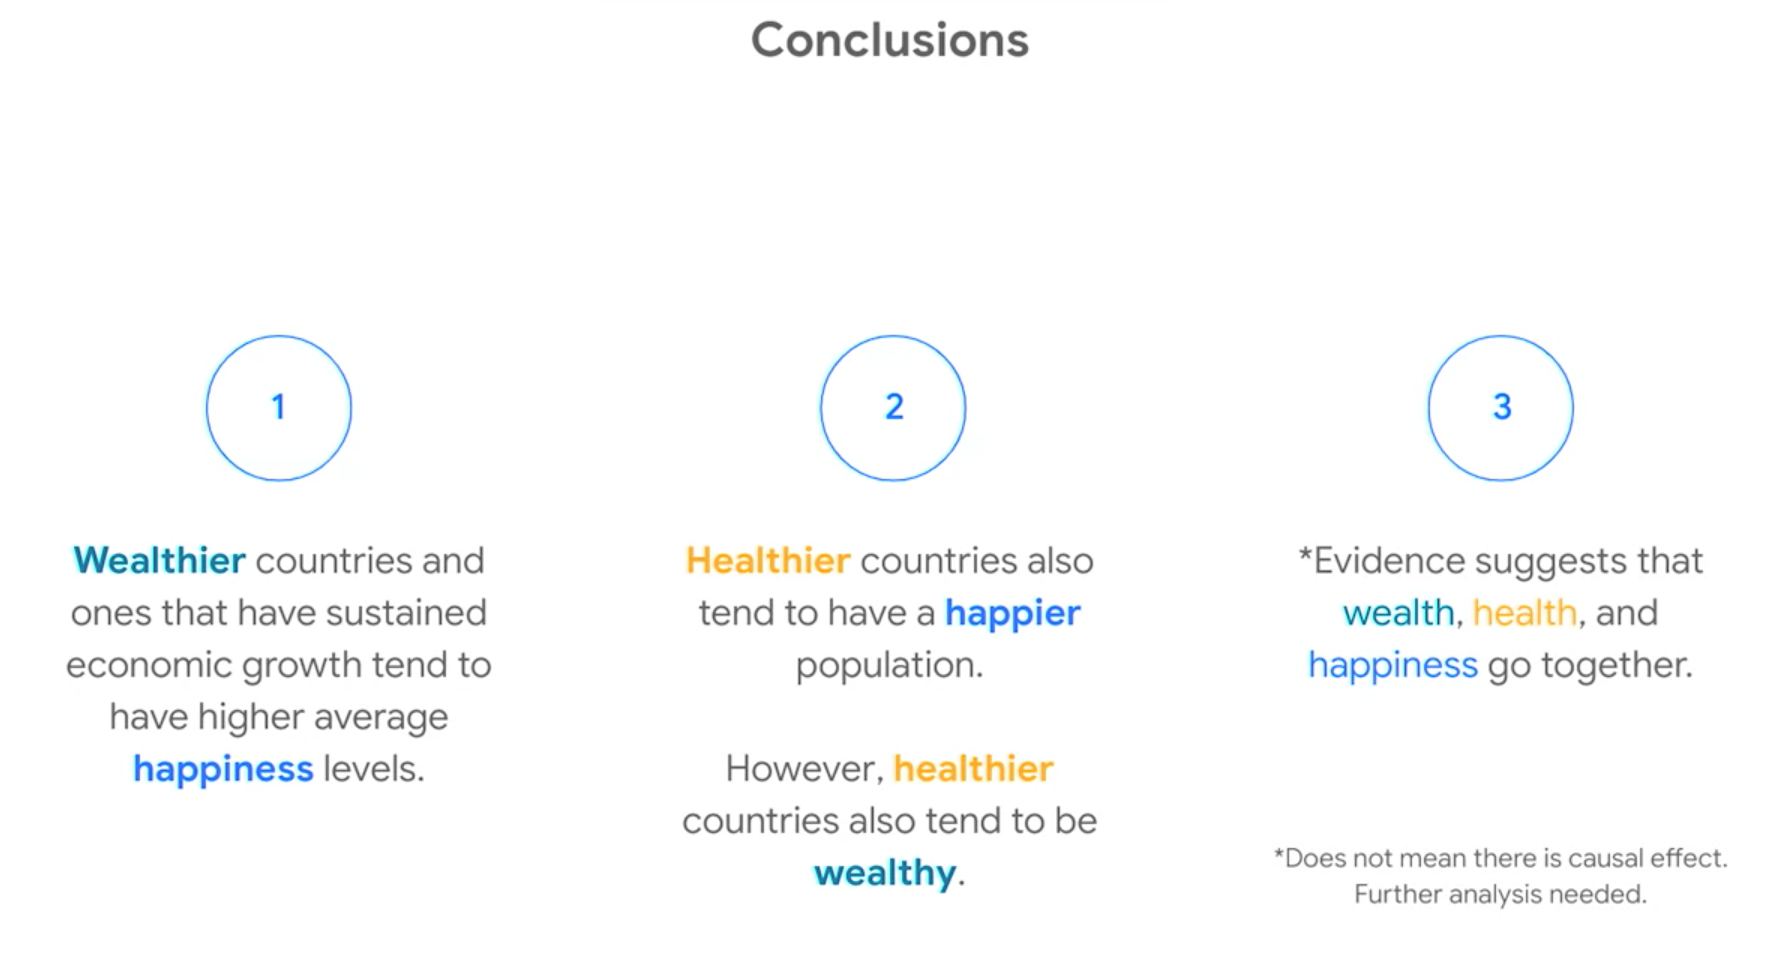 Conclusions
1
Wealthier countries and
ones that have sustained
economic growth tend to
have higher average
happiness levels.
2
Healthier countries also
tend to have a happier
population.
However, healthier
countries also tend to be
wealthy.
3
*Evidence suggests that
wealth, health, and
happiness go together.
*Does not mean there is causal effect.
Further analysis needed.